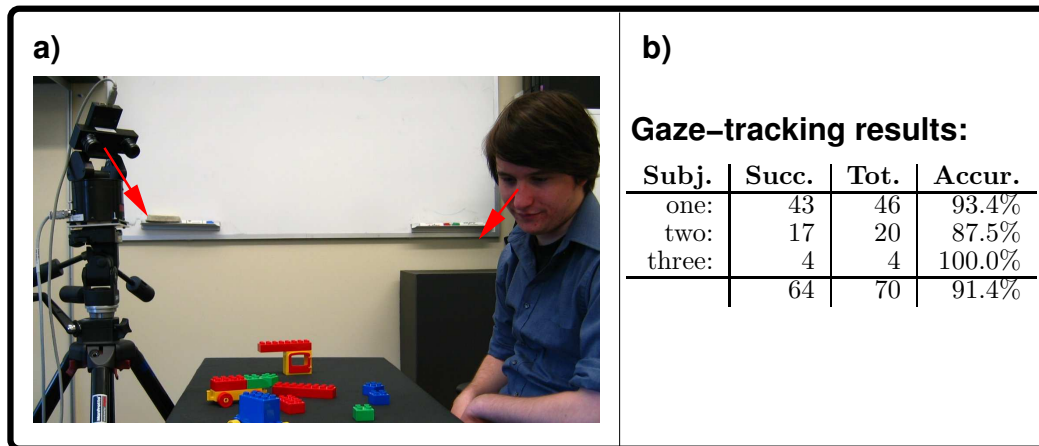 a)
b)
Gaze-tracking results:
Subj. Succ. Tot. Accur.
one: 43 46 93.4%
two: 17 20 87.5%
three: 4 4 100.0%
64 70 91.4%